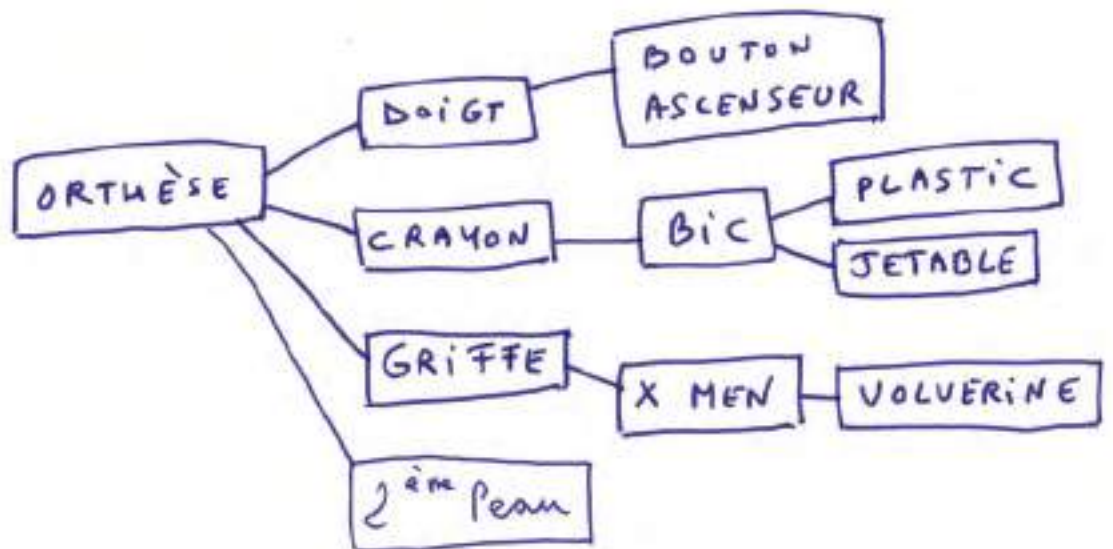 ORTHÈSE
DOiGT
BOUTON
ASCENSEUR
CRAYON
BiC
PLASTiC
JETABLE
GRiFFE
X MEN
VOLVERiNE
2ème Peau